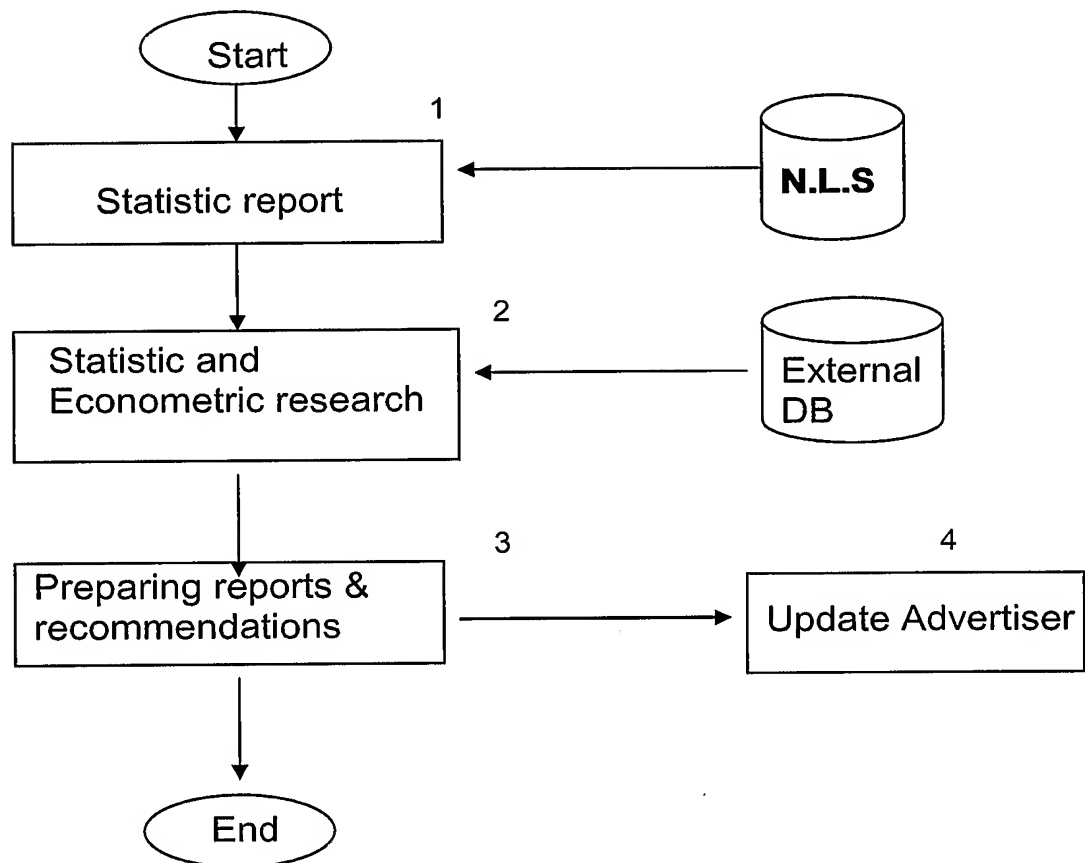 Start
1
Statistic report
N.L.S
2
Statistic and
Econometric research
External
DB
3
Preparing reports &
recommendations
4
Update Advertiser
End